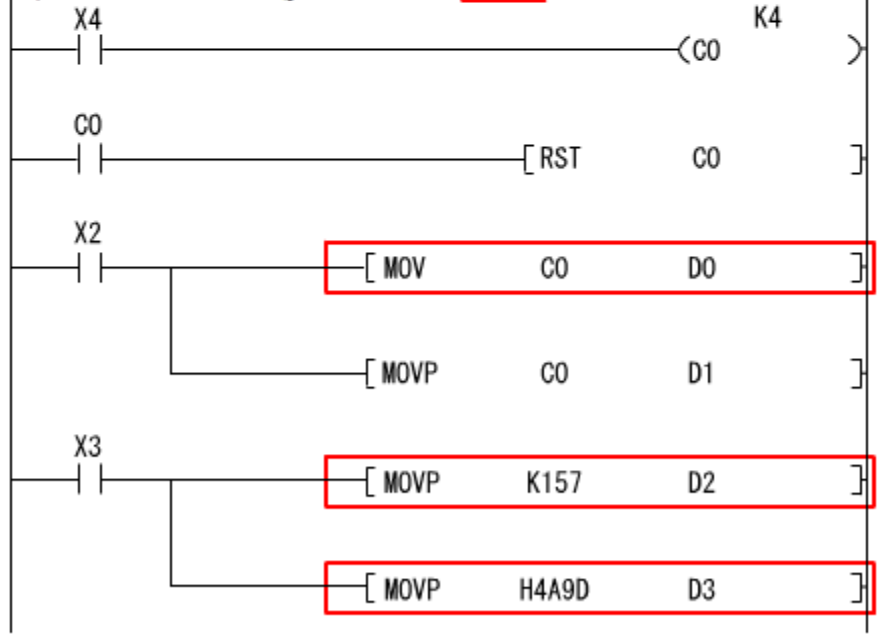 X4 K4
(C0 )
C0
[ RST C0 ]
X2
[ MOV C0 D0 ]
[ MOVP C0 D1 ]
X3
[ MOVP K157 D2 ]
[ MOVP H4A9D D3 ]